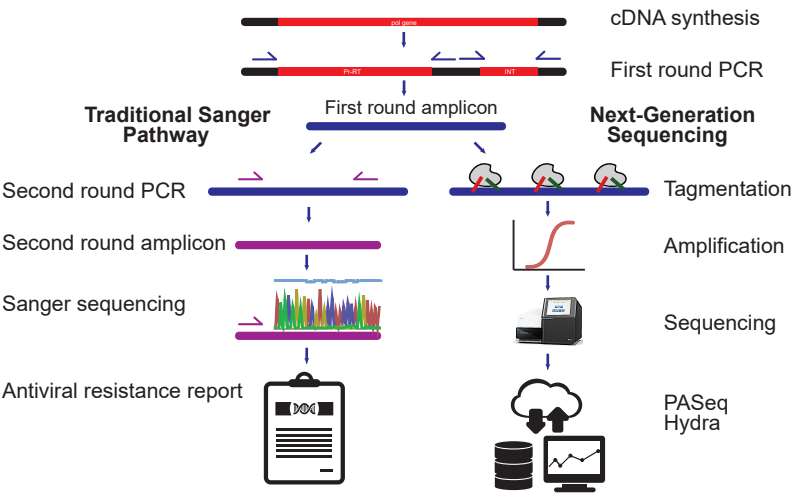 cDNA synthesis
pol gene
First round PCR
Pr-RT
INT
First round amplicon
Traditional Sanger
Pathway
Next-Generation
Sequencing
Second round PCR
Tagmentation
Second round amplicon
Amplification
Sanger sequencing
Sequencing
Antiviral resistance report
PASeq
Hydra